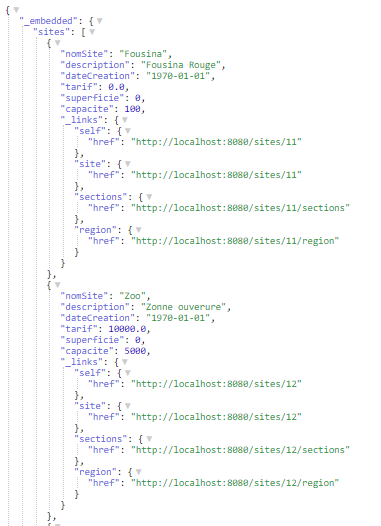 {
"_embedded": {
"sites": [
{
"nomSite": "Fousina",
"description": "Fousina Rouge",
"dateCreation": "1970-01-01",
"tarif": 0.0,
"superficie": 0,
"capacite": 100,
"_links": {
"self": {
"href": "http://localhost:8080/sites/11"
},
"site": {
"href": "http://localhost:8080/sites/11"
},
"sections": {
"href": "http://localhost:8080/sites/11/sections"
},
"region": {
"href": "http://localhost:8080/sites/11/region"
}
}
},
{
"nomSite": "Zoo",
"description": "Zonne ouverure",
"dateCreation": "1970-01-01",
"tarif": 10000.0,
"superficie": 0,
"capacite": 5000,
"_links": {
"self": {
"href": "http://localhost:8080/sites/12"
},
"site": {
"href": "http://localhost:8080/sites/12"
},
"sections": {
"href": "http://localhost:8080/sites/12/sections"
},
"region": {
"href": "http://localhost:8080/sites/12/region"
}
}
},
{